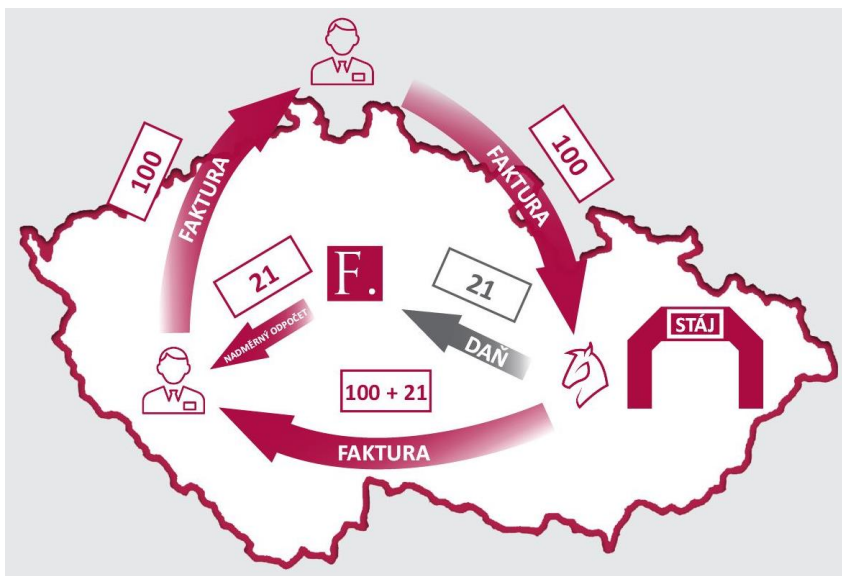 100
FAKTURA
100
FAKTURA
21
F.
21
NADMĚRNÝ ODPOČET
DAŇ
STÁJ
100 + 21
FAKTURA